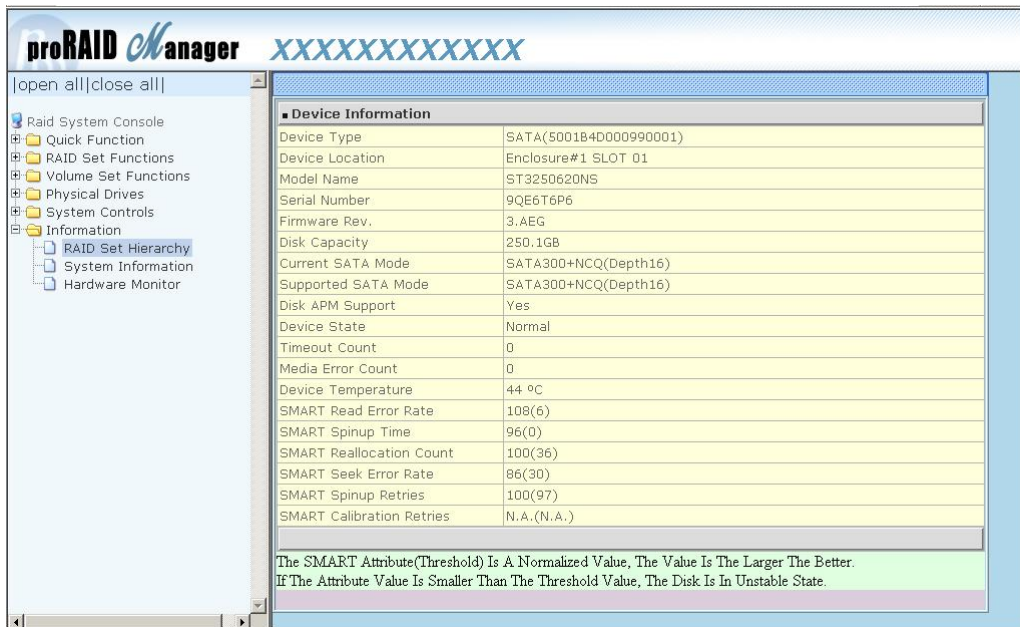 proRAID Manager XXXXXXXXXXXX
|open all|close all|
Raid System Console
Quick Function
RAID Set Functions
Volume Set Functions
Physical Drives
System Controls
Information
RAID Set Hierarchy
System Information
Hardware Monitor
Device Information
Device Type SATA(5001B4D000990001)
Device Location Enclosure#1 SLOT 01
Model Name ST3250620NS
Serial Number 9QE6T6P6
Firmware Rev. 3.AEG
Disk Capacity 250.1GB
Current SATA Mode SATA300+NCQ(Depth16)
Supported SATA Mode SATA300+NCQ(Depth16)
Disk APM Support Yes
Device State Normal
Timeout Count 0
Media Error Count 0
Device Temperature 44 ºC
SMART Read Error Rate 108(6)
SMART Spinup Time 96(0)
SMART Reallocation Count 100(36)
SMART Seek Error Rate 86(30)
SMART Spinup Retries 100(97)
SMART Calibration Retries N.A.(N.A.)
The SMART Attribute(Threshold) Is A Normalized Value, The Value Is The Larger The Better.
If The Attribute Value Is Smaller Than The Threshold Value, The Disk Is In Unstable State.